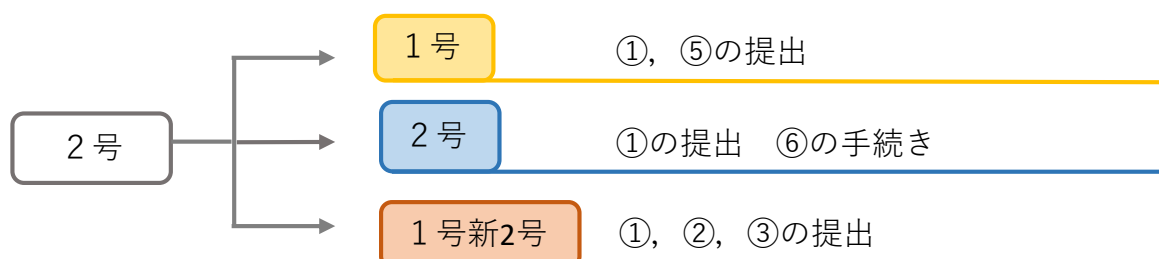 ２号
１号 ①，⑤の提出
２号 ①の提出　⑥の手続き
１号新2号 ①，②，③の提出